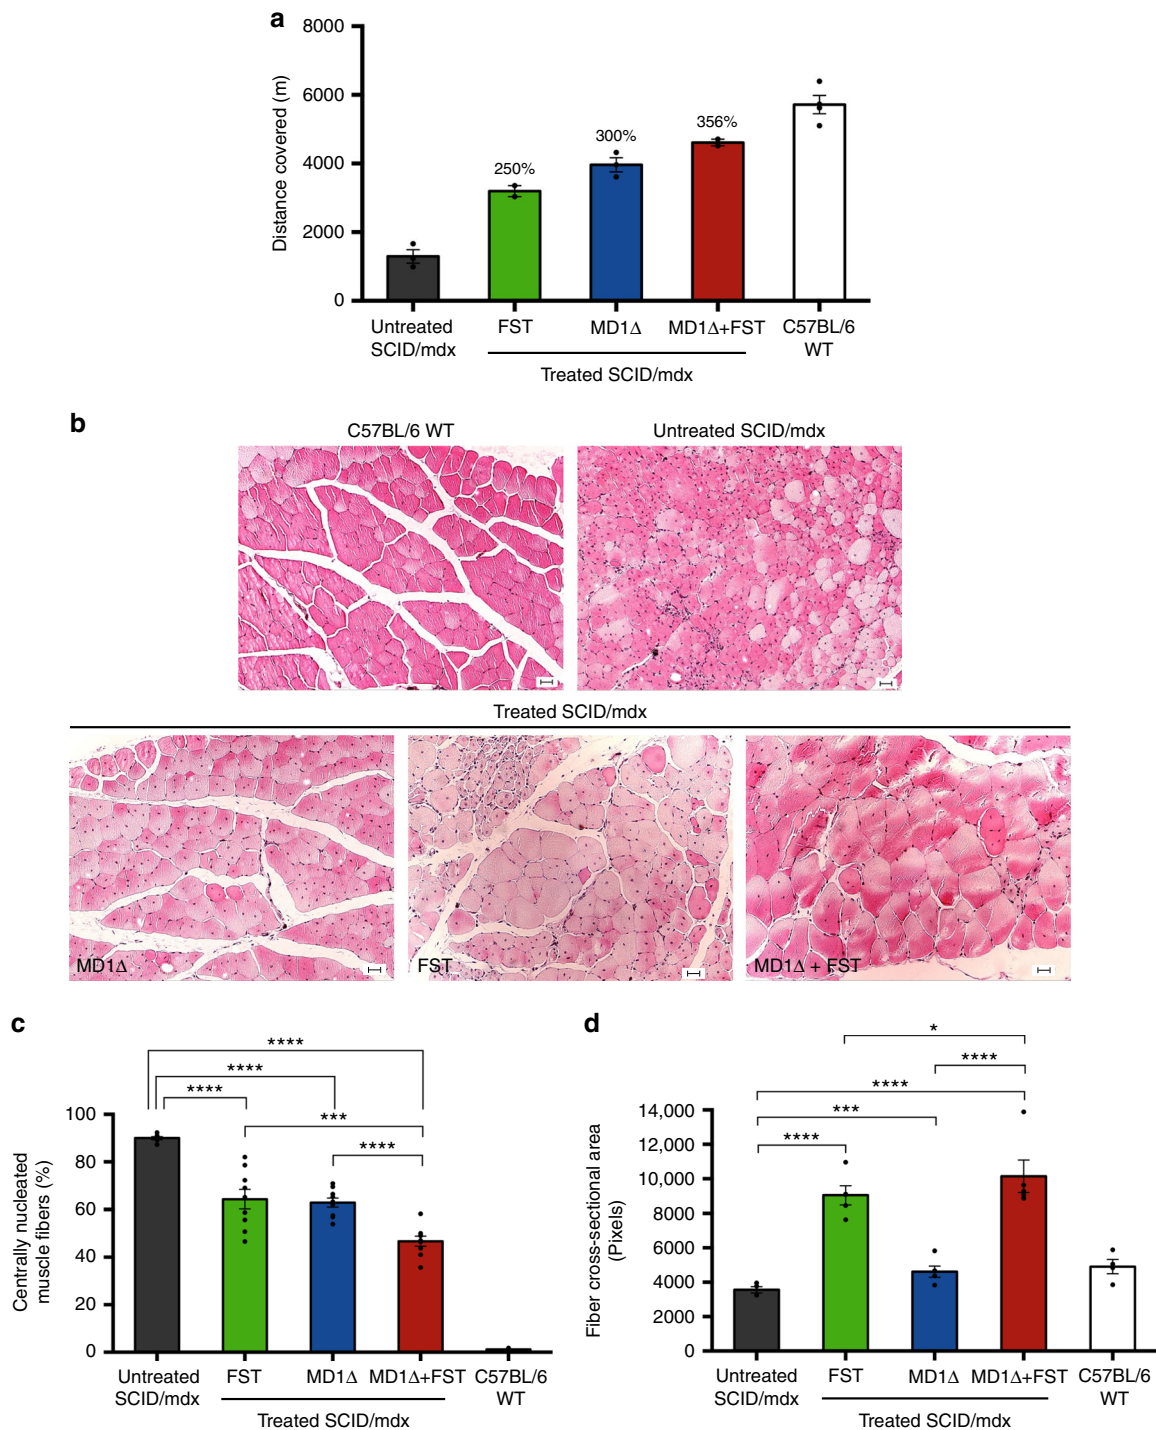 a
8000
6000
4000
2000
0
Distance covered (m)
250%
300%
356%
Untreated
SCID/mdx
FST
MD1Δ
MD1Δ+FST
C57BL/6
WT
Treated SCID/mdx
b
C57BL/6 WT
Untreated SCID/mdx
Treated SCID/mdx
MD1Δ
FST
MD1Δ + FST
c
****
****
****
***
****
100
80
60
40
20
0
Centrally nucleated
muscle fibers (%)
Untreated
SCID/mdx
FST
MD1Δ
MD1Δ+FST
C57BL/6
WT
Treated SCID/mdx
d
*
****
****
***
****
14,000
12,000
10,000
8000
6000
4000
2000
0
Fiber cross-sectional area
(Pixels)
Untreated
SCID/mdx
FST
MD1Δ
MD1Δ+FST
C57BL/6
WT
Treated SCID/mdx